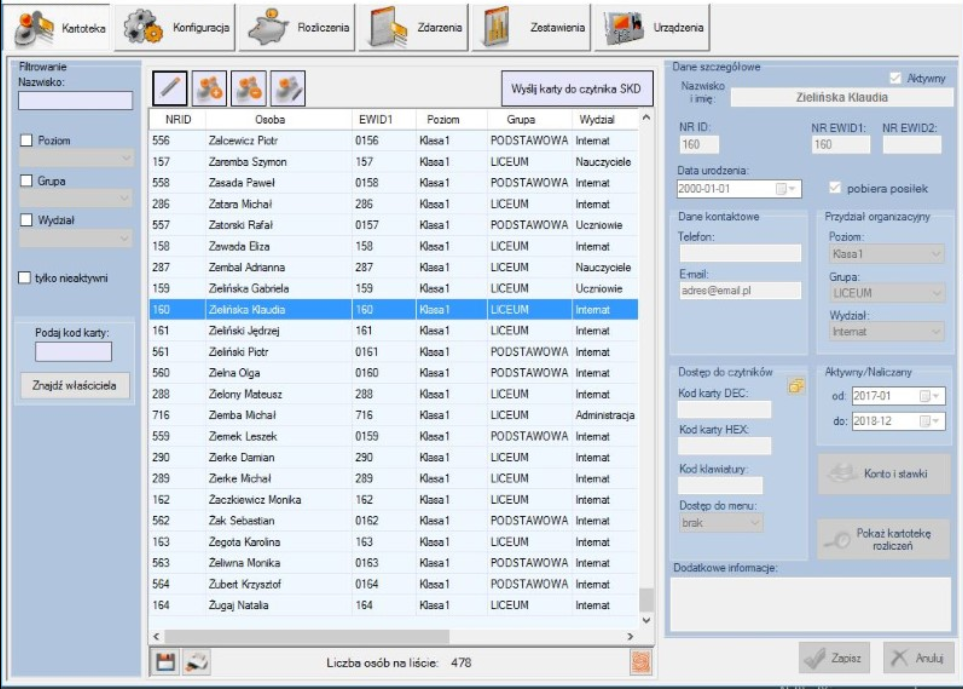 Kartoteka Konfiguracja Rozliczenia Zdarzenia Zestawienia Urządzenia
Filtrowanie
Nazwisko:
Poziom
Grupa
Wydział
tylko nieaktywni
Podaj kod karty:
Znajdź właściciela
Wyślij karty do czytnika SKD
NRID Osoba EWID1 Poziom Grupa Wydział
556 Zalcewicz Piotr 0156 Klasa1 PODSTAWOWA Internat
157 Zaremba Szymon 157 Klasa1 LICEUM Nauczyciele
558 Zasada Paweł 0158 Klasa1 PODSTAWOWA Internat
286 Zatara Michał 286 Klasa1 LICEUM Internat
557 Zatorski Rafał 0157 Klasa1 PODSTAWOWA Uczniowie
158 Zawada Eliza 158 Klasa1 LICEUM Internat
287 Zembal Adrianna 287 Klasa1 LICEUM Nauczyciele
159 Zielińska Gabriela 159 Klasa1 LICEUM Uczniowie
160 Zielińska Klaudia 160 Klasa1 LICEUM Internat
161 Zieliński Jędrzej 161 Klasa1 LICEUM Internat
561 Zieliński Piotr 0161 Klasa1 PODSTAWOWA Internat
560 Zielna Olga 0160 Klasa1 PODSTAWOWA Internat
288 Zielony Mateusz 288 Klasa1 LICEUM Internat
716 Ziemba Michał 716 Klasa1 LICEUM Administracja
559 Ziemek Leszek 0159 Klasa1 PODSTAWOWA Internat
290 Zierke Damian 290 Klasa1 LICEUM Internat
289 Zierke Michał 289 Klasa1 LICEUM Internat
162 Żaczkiewicz Monika 162 Klasa1 LICEUM Internat
562 Żak Sebastian 0162 Klasa1 PODSTAWOWA Internat
163 Żegota Karolina 163 Klasa1 LICEUM Internat
563 Żeliwna Monika 0163 Klasa1 PODSTAWOWA Internat
564 Żubert Krzysztof 0164 Klasa1 PODSTAWOWA Internat
164 Żugaj Natalia 164 Klasa1 LICEUM Internat
Liczba osób na liście: 478
Dane szczegółowe
Aktywny
Nazwisko
i imię: Zielińska Klaudia
NR ID: NR EWID1: NR EWID2:
160 160
Data urodzenia:
2000-01-01 pobiera posiłek
Dane kontaktowe
Telefon:
E-mail:
adres@email.pl
Przydział organizacyjny
Poziom:
Klasa1
Grupa:
LICEUM
Wydział:
Internat
Dostęp do czytników
Kod karty DEC:
Kod karty HEX:
Kod klawiatury:
Dostęp do menu:
brak
Aktywny/Naliczany
od: 2017-01
do: 2018-12
Konto i stawki
Pokaż kartotekę
rozliczeń
Dodatkowe informacje:
Zapisz Anuluj